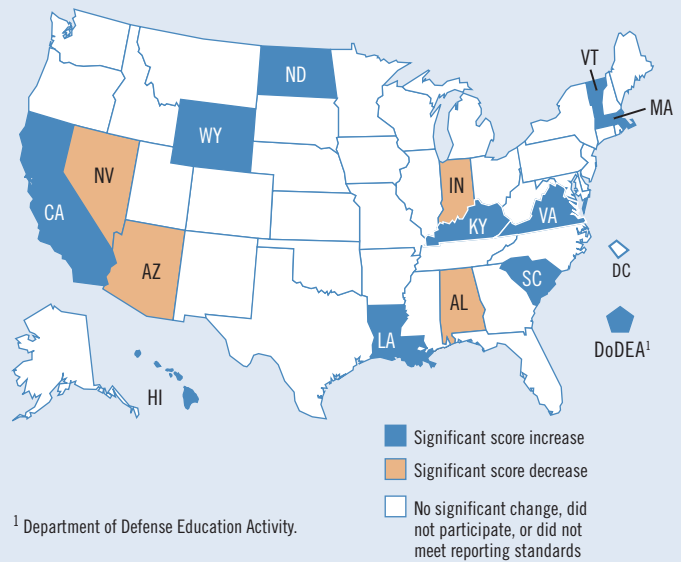 VT
ND
MA
WY
NV
IN
CA
KY
VA
AZ
SC
DC
AL
LA
DoDEA¹
HI
Significant score increase
Significant score decrease
No significant change, did
not participate, or did not
meet reporting standards
¹ Department of Defense Education Activity.